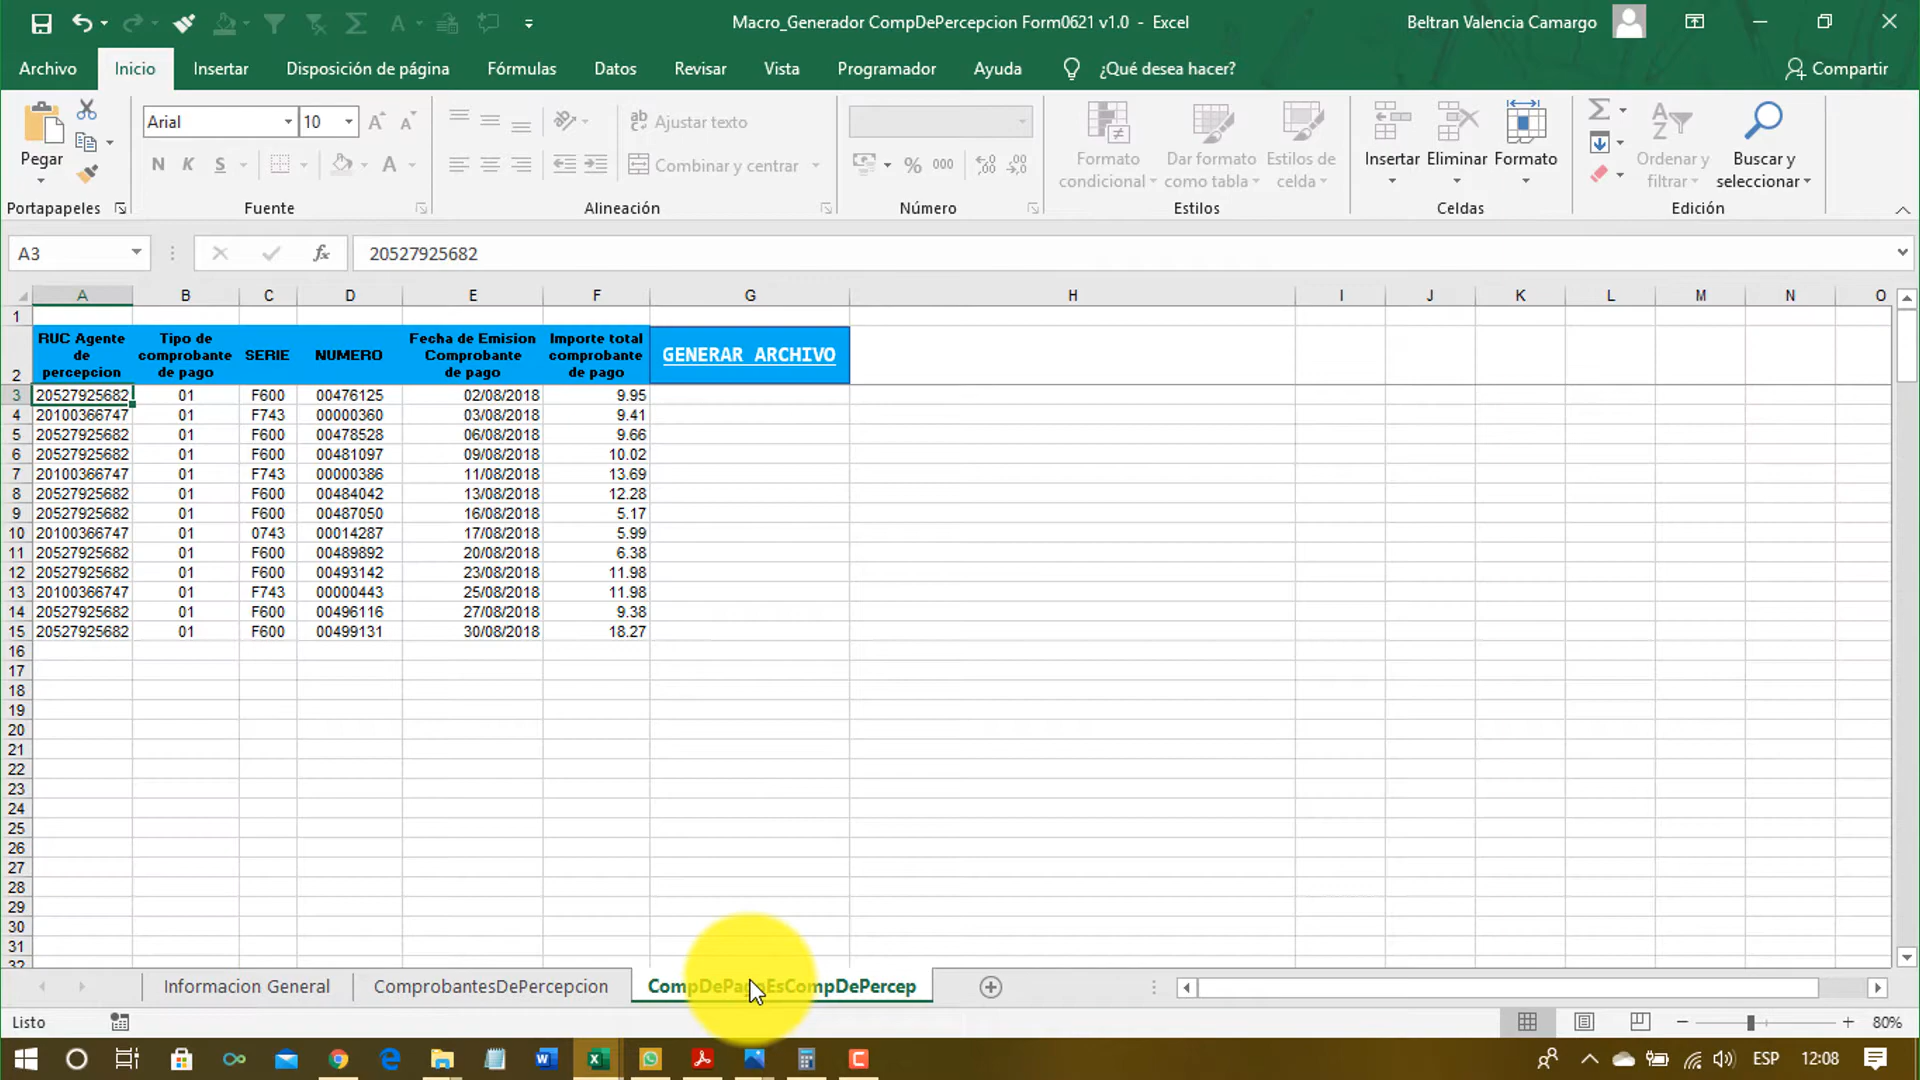 Macro_Generador CompDePercepcion Form0621 v1.0 - Excel
Beltran Valencia Camargo
Archivo Inicio Insertar Disposición de página Fórmulas Datos Revisar Vista Programador Ayuda ¿Qué desea hacer? Compartir
Pegar
Arial 10
N K S
Ajustar texto
Combinar y centrar
% 000
Formato condicional
Dar formato como tabla
Estilos de celda
Insertar Eliminar Formato
Ordenar y filtrar
Buscar y seleccionar
Portapapeles Fuente Alineación Número Estilos Celdas Edición
A3 fx 20527925682
A B C D E F G H I J K L M N O
1
2 RUC Agente de percepcion Tipo de comprobante de pago SERIE NUMERO Fecha de Emision Comprobante de pago Importe total comprobante de pago GENERAR ARCHIVO
3 20527925682 01 F600 00476125 02/08/2018 9.95
4 20100366747 01 F743 00000360 03/08/2018 9.41
5 20527925682 01 F600 00478528 06/08/2018 9.66
6 20527925682 01 F600 00481097 09/08/2018 10.02
7 20100366747 01 F743 00000386 11/08/2018 13.69
8 20527925682 01 F600 00484042 13/08/2018 12.28
9 20527925682 01 F600 00487050 16/08/2018 5.17
10 20100366747 01 0743 00014287 17/08/2018 5.99
11 20527925682 01 F600 00489892 20/08/2018 6.38
12 20527925682 01 F600 00493142 23/08/2018 11.98
13 20100366747 01 F743 00000443 25/08/2018 11.98
14 20527925682 01 F600 00496116 27/08/2018 9.38
15 20527925682 01 F600 00499131 30/08/2018 18.27
16
17
18
19
20
21
22
23
24
25
26
27
28
29
30
31
32
Informacion General ComprobantesDePercepcion CompDePagoEsCompDePercep
Listo 80%
ESP 12:08